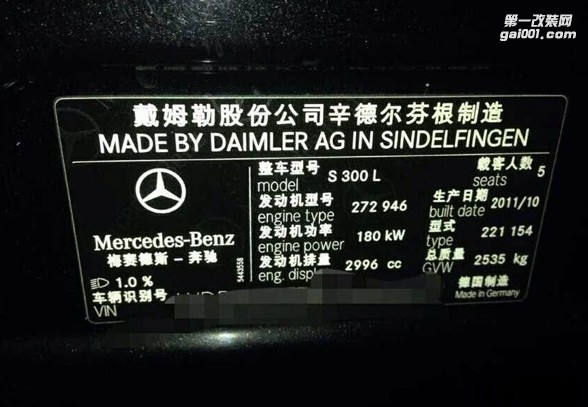 第一改装网
gai001.com
戴姆勒股份公司辛德尔芬根制造
MADE BY DAIMLER AG IN SINDELFINGEN
整车型号 S 300 L 载客人数 5
model seats
发动机型号 272 946 生产日期 2011/10
engine type built date
发动机功率 180 kW 型式 221 154
engine power type
发动机排量 2996 cc 总质量 2535 kg
eng. displ GVW
Mercedes-Benz
梅赛德斯－奔驰
1.0 %
车辆识别号
VIN
德国制造
Made in Germany